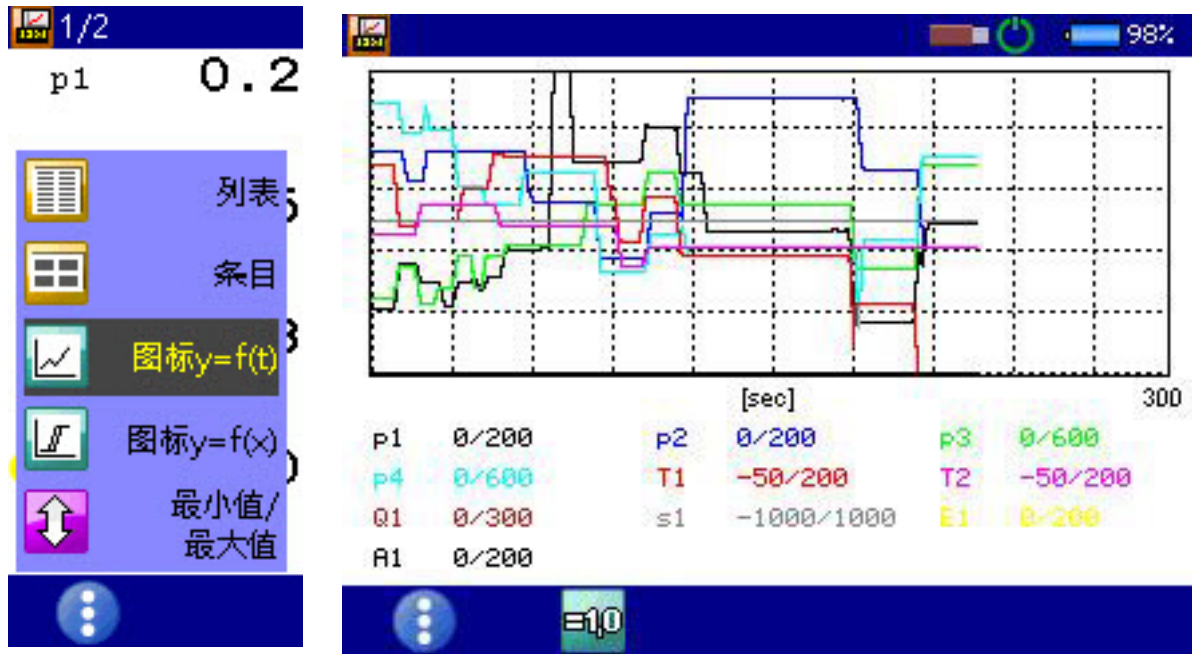 1/2
p1 0.2
列表
条目
图标y=f(t)
图标y=f(x)
最小值/
最大值
98%
[sec] 300
p1 0/200 p2 0/200 p3 0/600
p4 0/600 T1 -50/200 T2 -50/200
Q1 0/300 s1 -1000/1000 E1 0/200
A1 0/200
=1,0